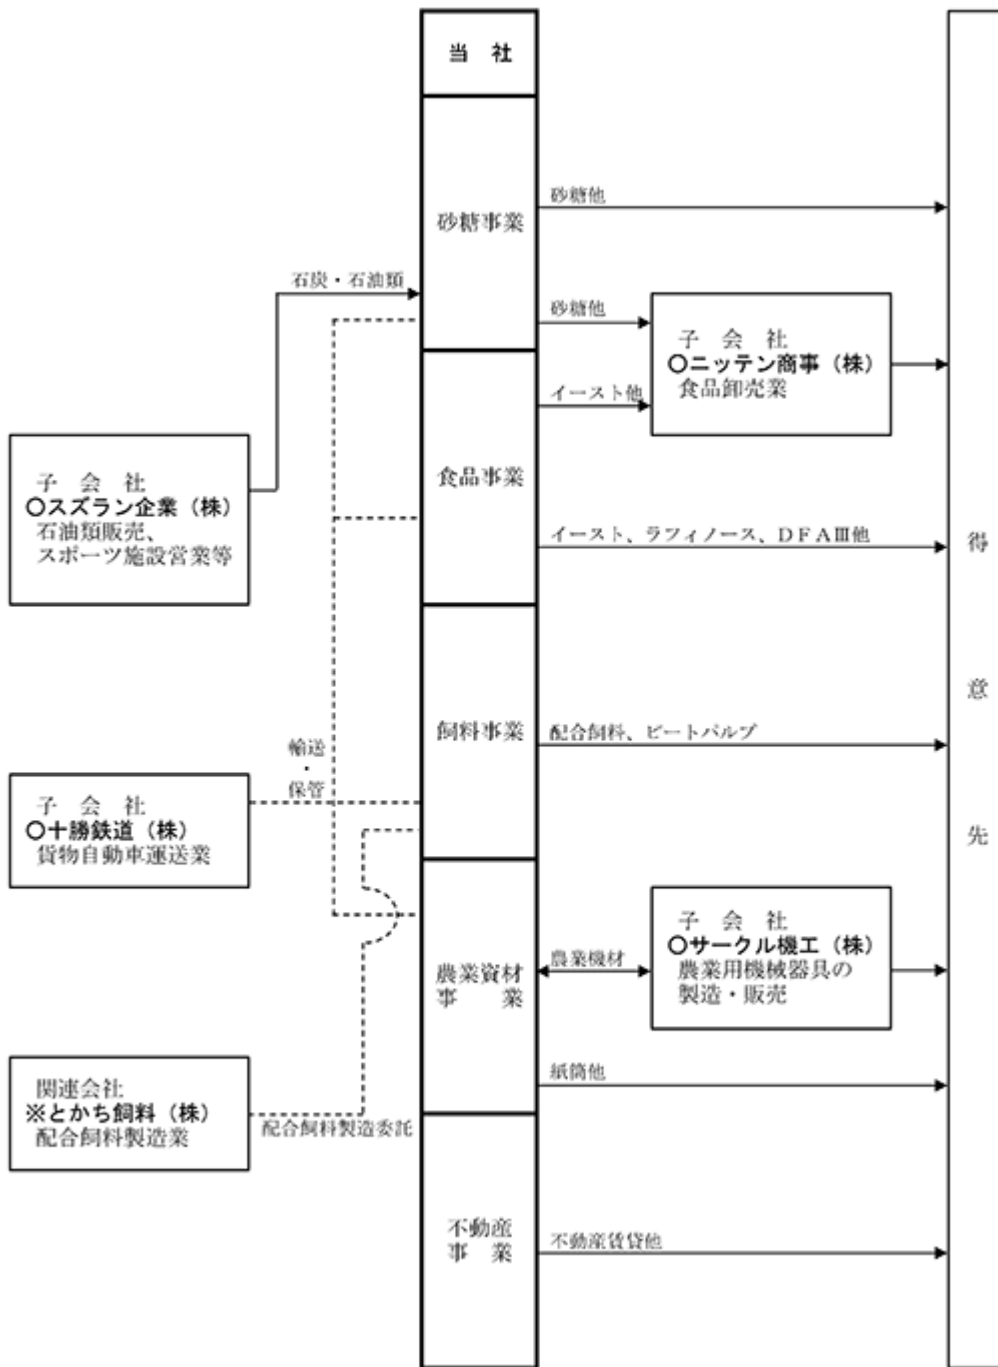 当 社
砂糖事業
砂糖他
石炭・石油類
砂糖他
子 会 社
○ニッテン商事(株)
食品卸売業
イースト他
食品事業
子 会 社
○スズラン企業(株)
石油類販売、
スポーツ施設営業等
イースト、ラフィノース、DFAⅢ他
得意先
飼料事業
配合飼料、ビートパルプ
輸送
・
保管
子 会 社
○十勝鉄道(株)
貨物自動車運送業
子 会 社
○サークル機工(株)
農業用機械器具の
製造・販売
農業機材
農業資材
事 業
紙筒他
関連会社
※とかち飼料(株)
配合飼料製造業
配合飼料製造委託
不動産
事 業
不動産賃貸他